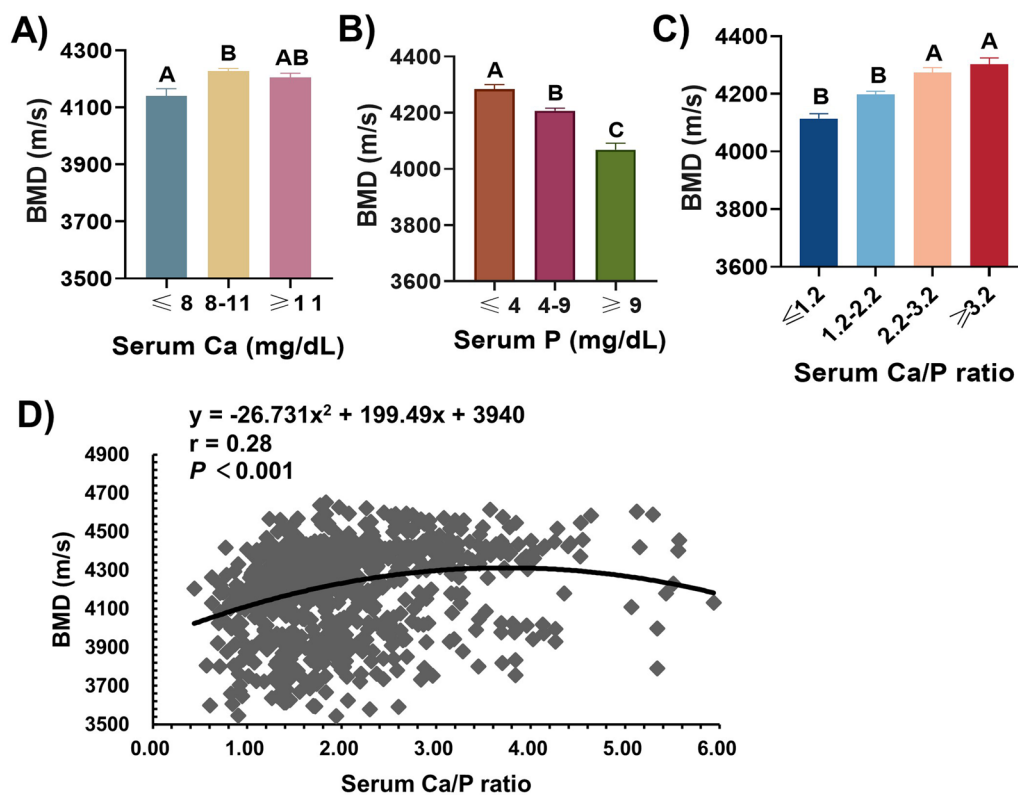 A)
4300
4100
3900
3700
3500
BMD (m/s)
A
B
AB
≤ 8
8-11
≥ 1 1
Serum Ca (mg/dL)
B)
4400
4200
4000
3800
3600
BMD (m/s)
A
B
C
≤ 4
4-9
≥ 9
Serum P (mg/dL)
C)
4400
4200
4000
3800
3600
BMD (m/s)
B
B
A
A
≤1.2
1.2-2.2
2.2-3.2
≥3.2
Serum Ca/P ratio
D)
y = -26.731x² + 199.49x + 3940
r = 0.28
P < 0.001
4900
4700
4500
4300
4100
3900
3700
3500
BMD (m/s)
0.00
1.00
2.00
3.00
4.00
5.00
6.00
Serum Ca/P ratio